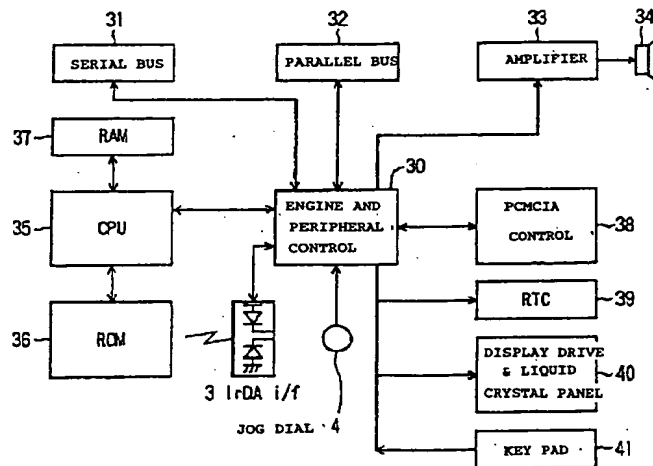 31
32
33
34
SERIAL BUS
PARALLEL BUS
AMPLIFIER
37
RAM
30
35
CPU
ENGINE AND
PERIPHERAL
CONTROL
PCMCIA
CONTROL
38
RTC
39
36
ROM
DISPLAY DRIVE
& LIQUID
CRYSTAL PANEL
40
3 IrDA i/f
JOG DIAL 4
KEY PAD
41